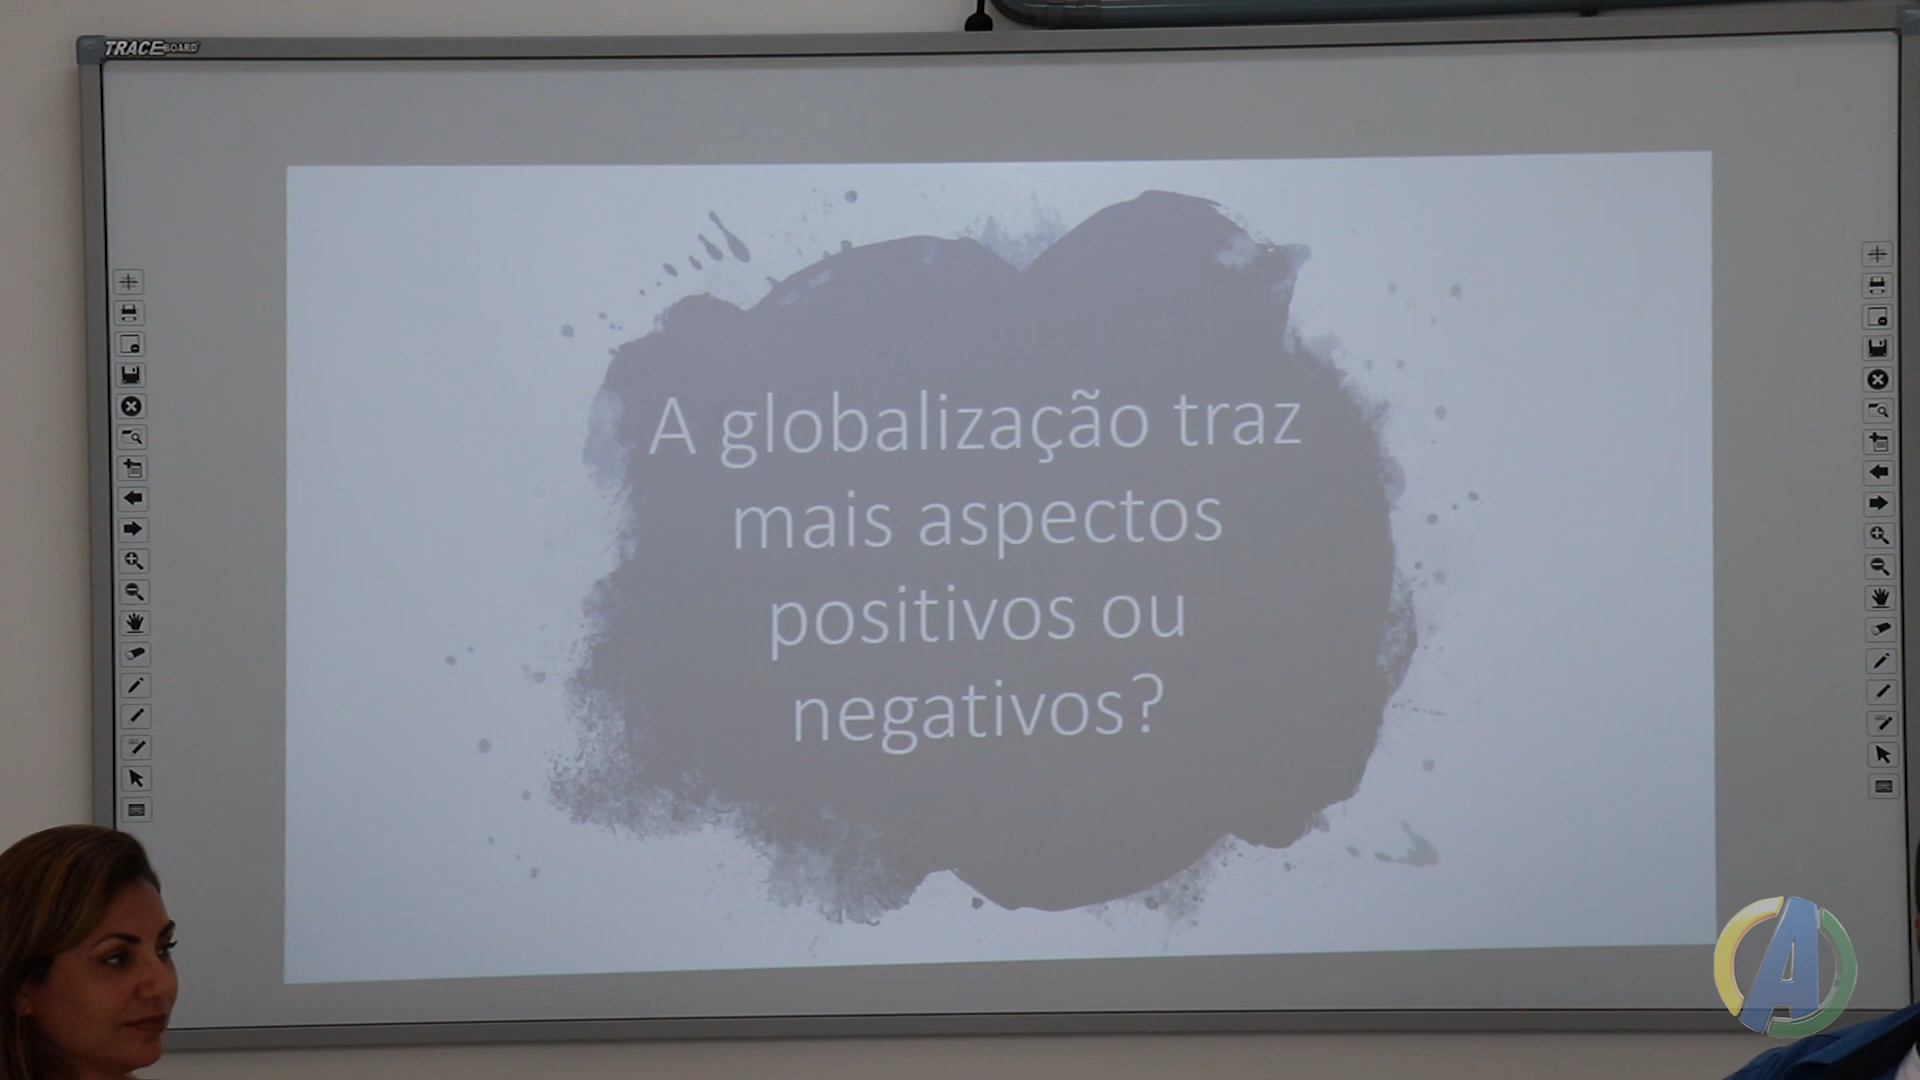 TRACEBOARD
A globalização traz
mais aspectos
positivos ou
negativos?
A